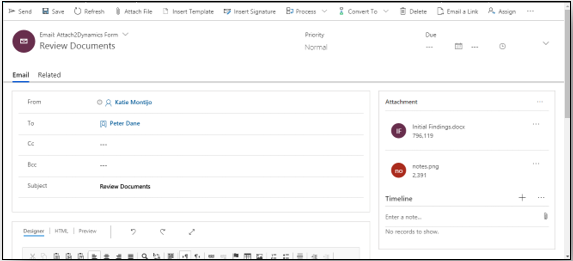 Send Save Refresh Attach File Insert Template Insert Signature Process Convert To Delete Email a Link Assign ...
Email: Attach2Dynamics Form
Review Documents
Priority
Normal
Due
--- ---
Email Related
From Katie Montijo
To Peter Dane
Cc ---
Bcc ---
Subject Review Documents
Designer | HTML | Preview
Attachment ...
IF Initial Findings.docx ...
796,119
no notes.png ...
2,391
Timeline + ...
Enter a note...
No records to show.